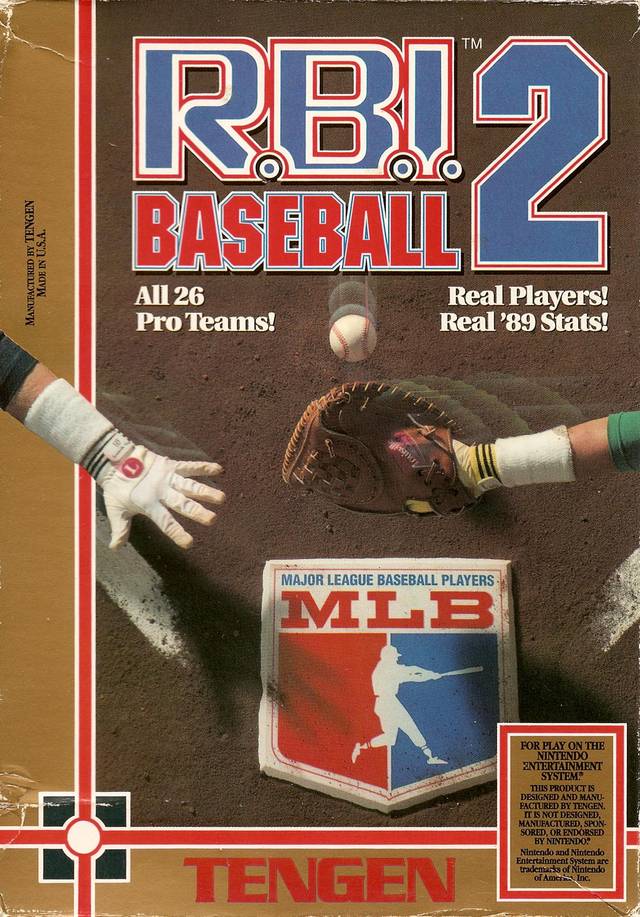 R.B.I. 2
TM
BASEBALL
All 26
Pro Teams!
Real Players!
Real '89 Stats!
MANUFACTURED BY TENGEN
MADE IN U.S.A.
L
MAJOR LEAGUE BASEBALL PLAYERS
MLB
FOR PLAY ON THE
NINTENDO
ENTERTAINMENT
SYSTEM.®
THIS PRODUCT IS
DESIGNED AND MANU-
FACTURED BY TENGEN.
IT IS NOT DESIGNED,
MANUFACTURED, SPON-
SORED, OR ENDORSED
BY NINTENDO.®
Nintendo and Nintendo
Entertainment System are
trademarks of Nintendo
of America, Inc.
TENGEN